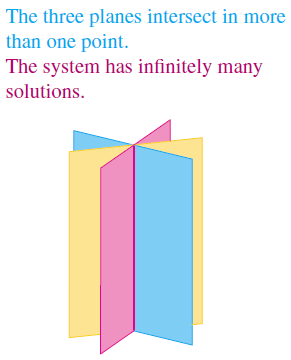 The three planes intersect in more
than one point.
The system has infinitely many
solutions.